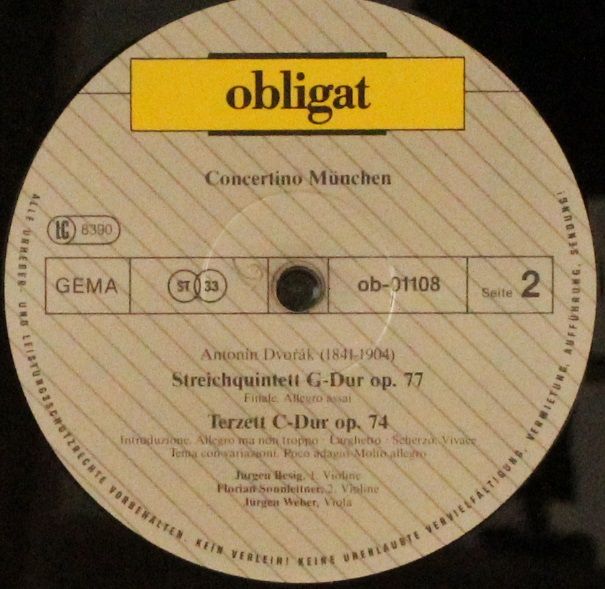 obligat
Concertino München
LC 8390
GEMA ST 33 ob-01108 Seite 2
Antonín Dvořák (1841-1904)
Streichquintett G-Dur op. 77
Finale. Allegro assai
Terzett C-Dur op. 74
Introduzione. Allegro ma non troppo - Larghetto - Scherzo. Vivace
Tema con variazioni. Poco adagio-Molto allegro
Jürgen Besig, 1. Violine
Florian Sonnleitner, 2. Violine
Jürgen Weber, Viola
ALLE URHEBER- UND LEISTUNGSSCHUTZRECHTE VORBEHALTEN. KEIN VERLEIH! KEINE UNERLAUBTE VERVIELFÄLTIGUNG, VERMIETUNG, AUFFÜHRUNG, SENDUNG!